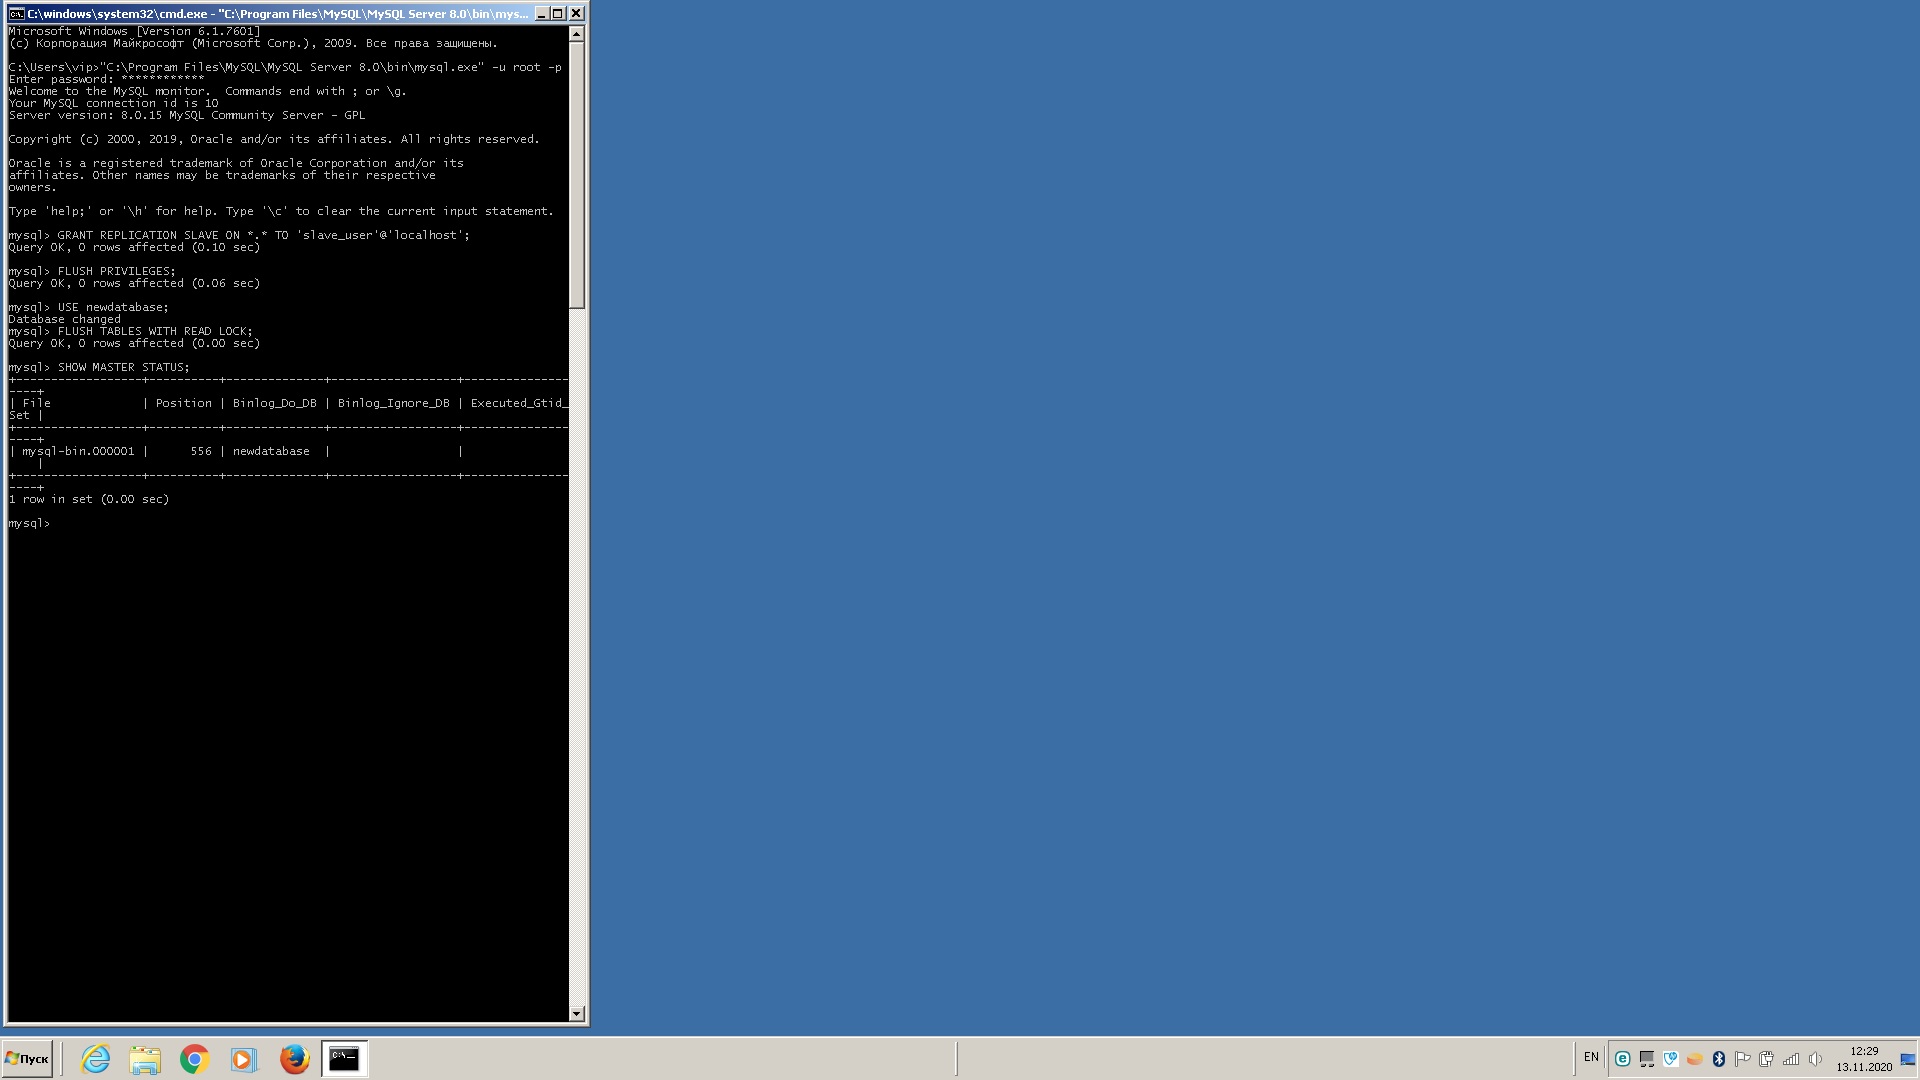 C:\windows\system32\cmd.exe - "C:\Program Files\MySQL\MySQL Server 8.0\bin\mys...
Microsoft Windows [Version 6.1.7601]
(c) Корпорация Майкрософт (Microsoft Corp.), 2009. Все права защищены.
C:\Users\vip>"C:\Program Files\MySQL\MySQL Server 8.0\bin\mysql.exe" -u root -p
Enter password: ************
Welcome to the MySQL monitor.  Commands end with ; or \g.
Your MySQL connection id is 10
Server version: 8.0.15 MySQL Community Server - GPL
Copyright (c) 2000, 2019, Oracle and/or its affiliates. All rights reserved.
Oracle is a registered trademark of Oracle Corporation and/or its
affiliates. Other names may be trademarks of their respective
owners.
Type 'help;' or '\h' for help. Type '\c' to clear the current input statement.
mysql> GRANT REPLICATION SLAVE ON *.* TO 'slave_user'@'localhost';
Query OK, 0 rows affected (0.10 sec)
mysql> FLUSH PRIVILEGES;
Query OK, 0 rows affected (0.06 sec)
mysql> USE newdatabase;
Database changed
mysql> FLUSH TABLES WITH READ LOCK;
Query OK, 0 rows affected (0.00 sec)
mysql> SHOW MASTER STATUS;
+------------------+----------+--------------+------------------+---------------
----+
| File             | Position | Binlog_Do_DB | Binlog_Ignore_DB | Executed_Gtid_
Set |
+------------------+----------+--------------+------------------+---------------
----+
| mysql-bin.000001 |      556 | newdatabase  |                  |
    |
+------------------+----------+--------------+------------------+---------------
----+
1 row in set (0.00 sec)
mysql>
Пуск
C:\.
EN
12:29
13.11.2020